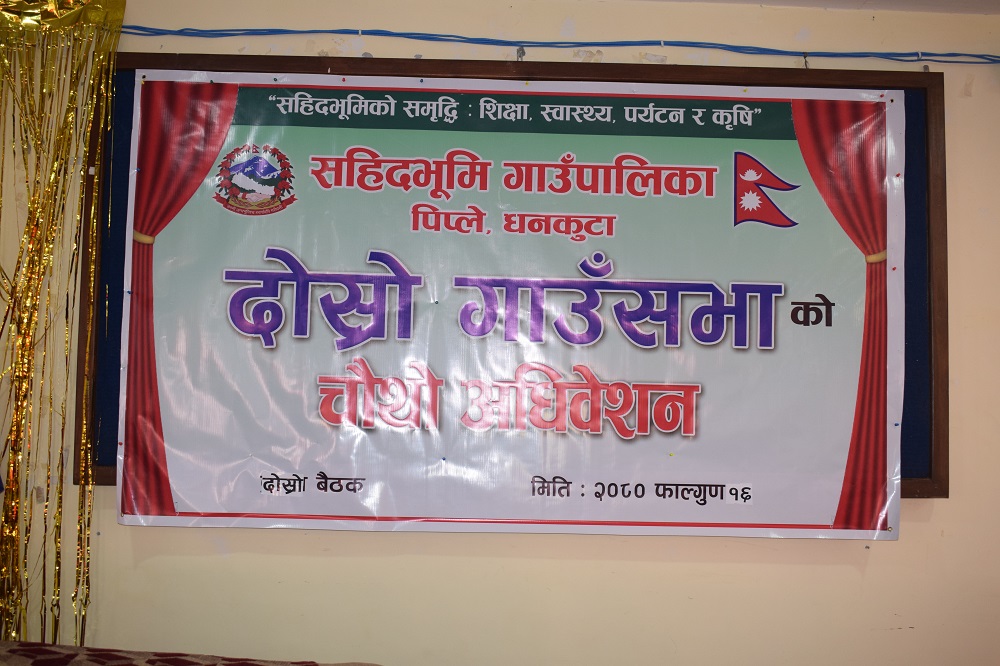 “सहिदभूमिको समृद्धि : शिक्षा, स्वास्थ्य, पर्यटन र कृषि”
सहिदभूमि गाउँपालिका
पिप्ले, धनकुटा
दोस्रो गाउँसभा को
चौथो अधिवेशन
दोस्रो बैठक मिति : २०८० फाल्गुण १६